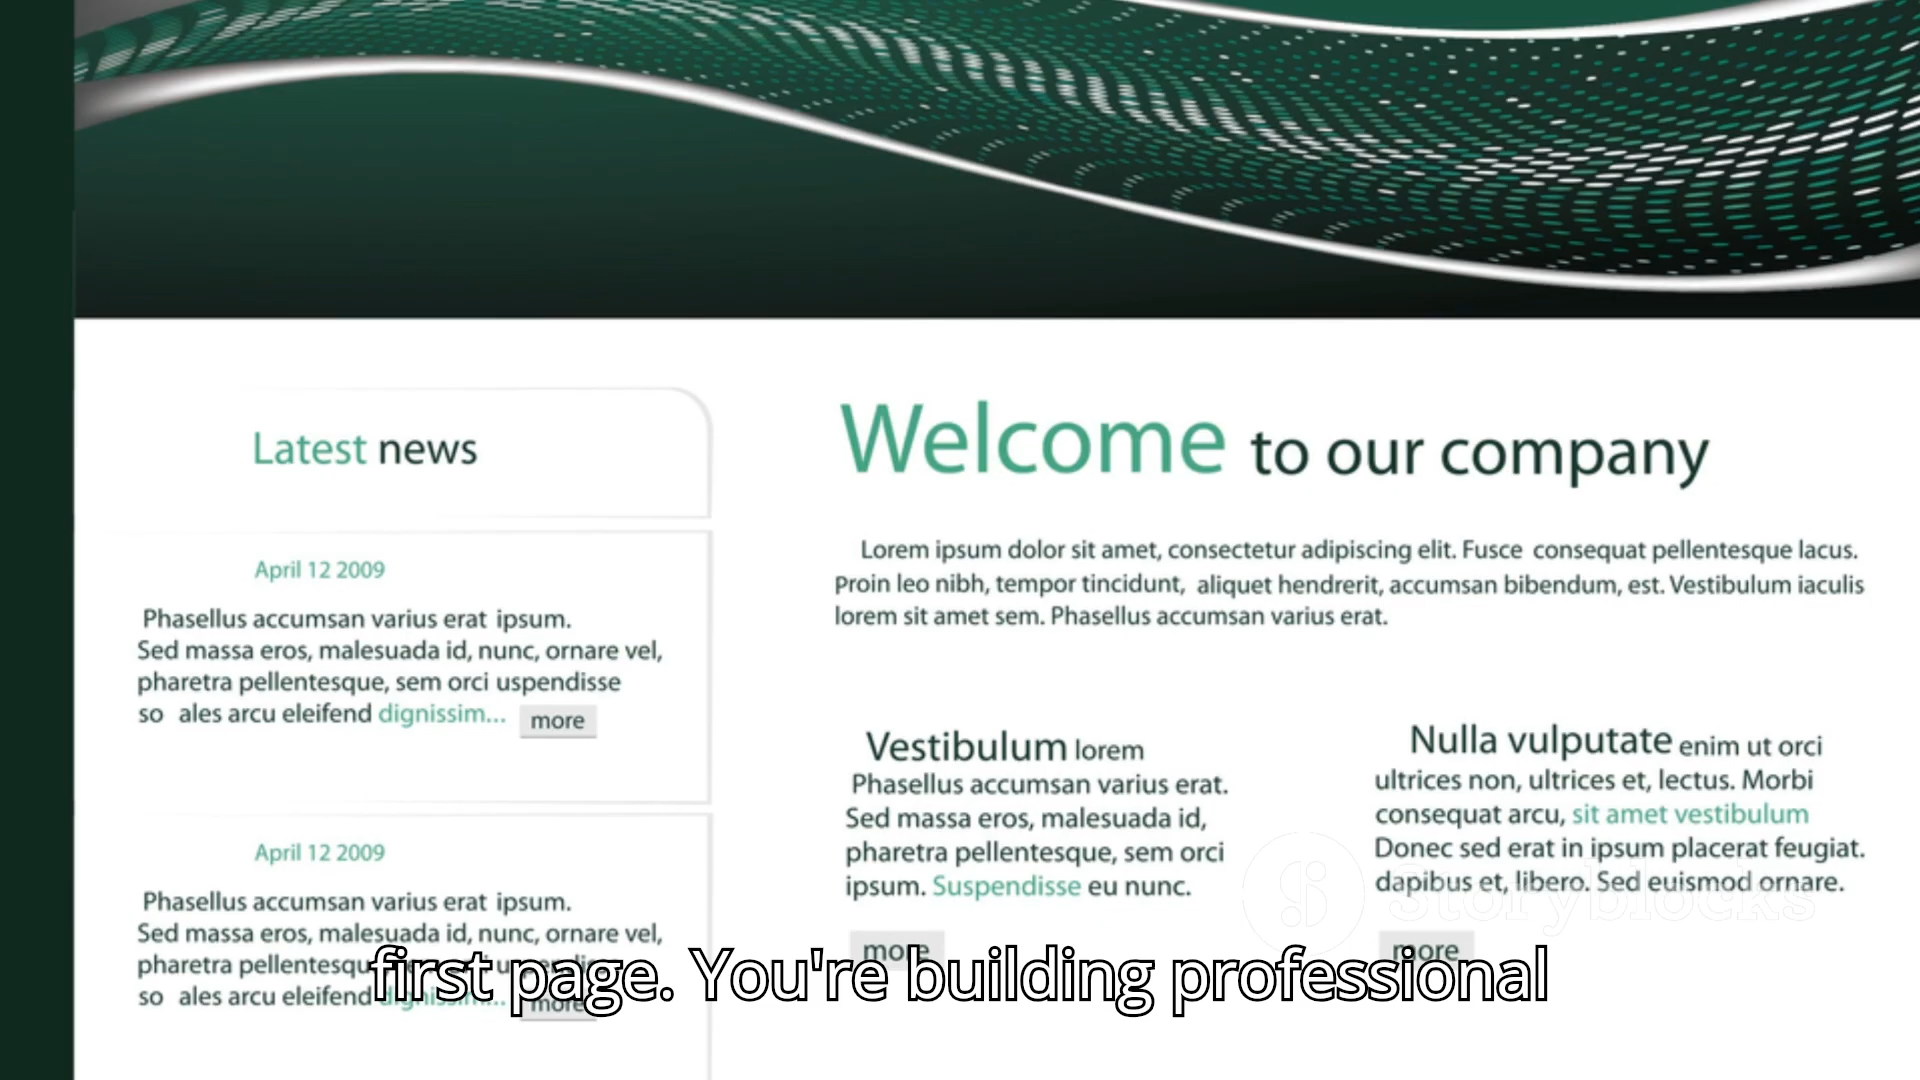 Latest news
April 12 2009
Phasellus accumsan varius erat ipsum.
Sed massa eros, malesuada id, nunc, ornare vel,
pharetra pellentesque, sem orci uspendisse
so ales arcu eleifend dignissim... more
April 12 2009
Phasellus accumsan varius erat ipsum.
Sed massa eros, malesuada id, nunc, ornare vel,
pharetra
so ales arcu eleifend dignissim... more
Welcome to our company
Lorem ipsum dolor sit amet, consectetur adipiscing elit. Fusce consequat pellentesque lacus.
Proin leo nibh, tempor tincidunt, aliquet hendrerit, accumsan bibendum, est. Vestibulum iaculis
lorem sit amet sem. Phasellus accumsan varius erat.
Vestibulum lorem
Phasellus accumsan varius erat.
Sed massa eros, malesuada id,
pharetra pellentesque, sem orci
ipsum. Suspendisse eu nunc.
more
Nulla vulputate enim ut orci
ultrices non, ultrices et, lectus. Morbi
consequat arcu, sit amet vestibulum
Donec sed erat in ipsum placerat feugiat.
dapibus et, libero. Sed euismod ornare.
more
Storyblocks
first page. You're building professional